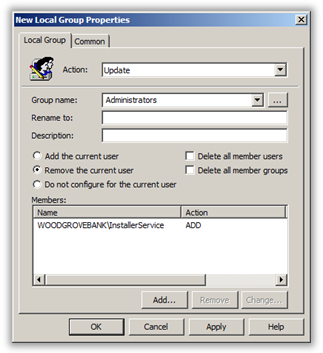 New Local Group Properties
Local Group Common
Action: Update
Group name: Administrators ...
Rename to:
Description:
Add the current user Delete all member users
Remove the current user Delete all member groups
Do not configure for the current user
Members:
Name Action
WOODGROVEBANK\InstallerService ADD
Add... Remove Change...
OK Cancel Apply Help